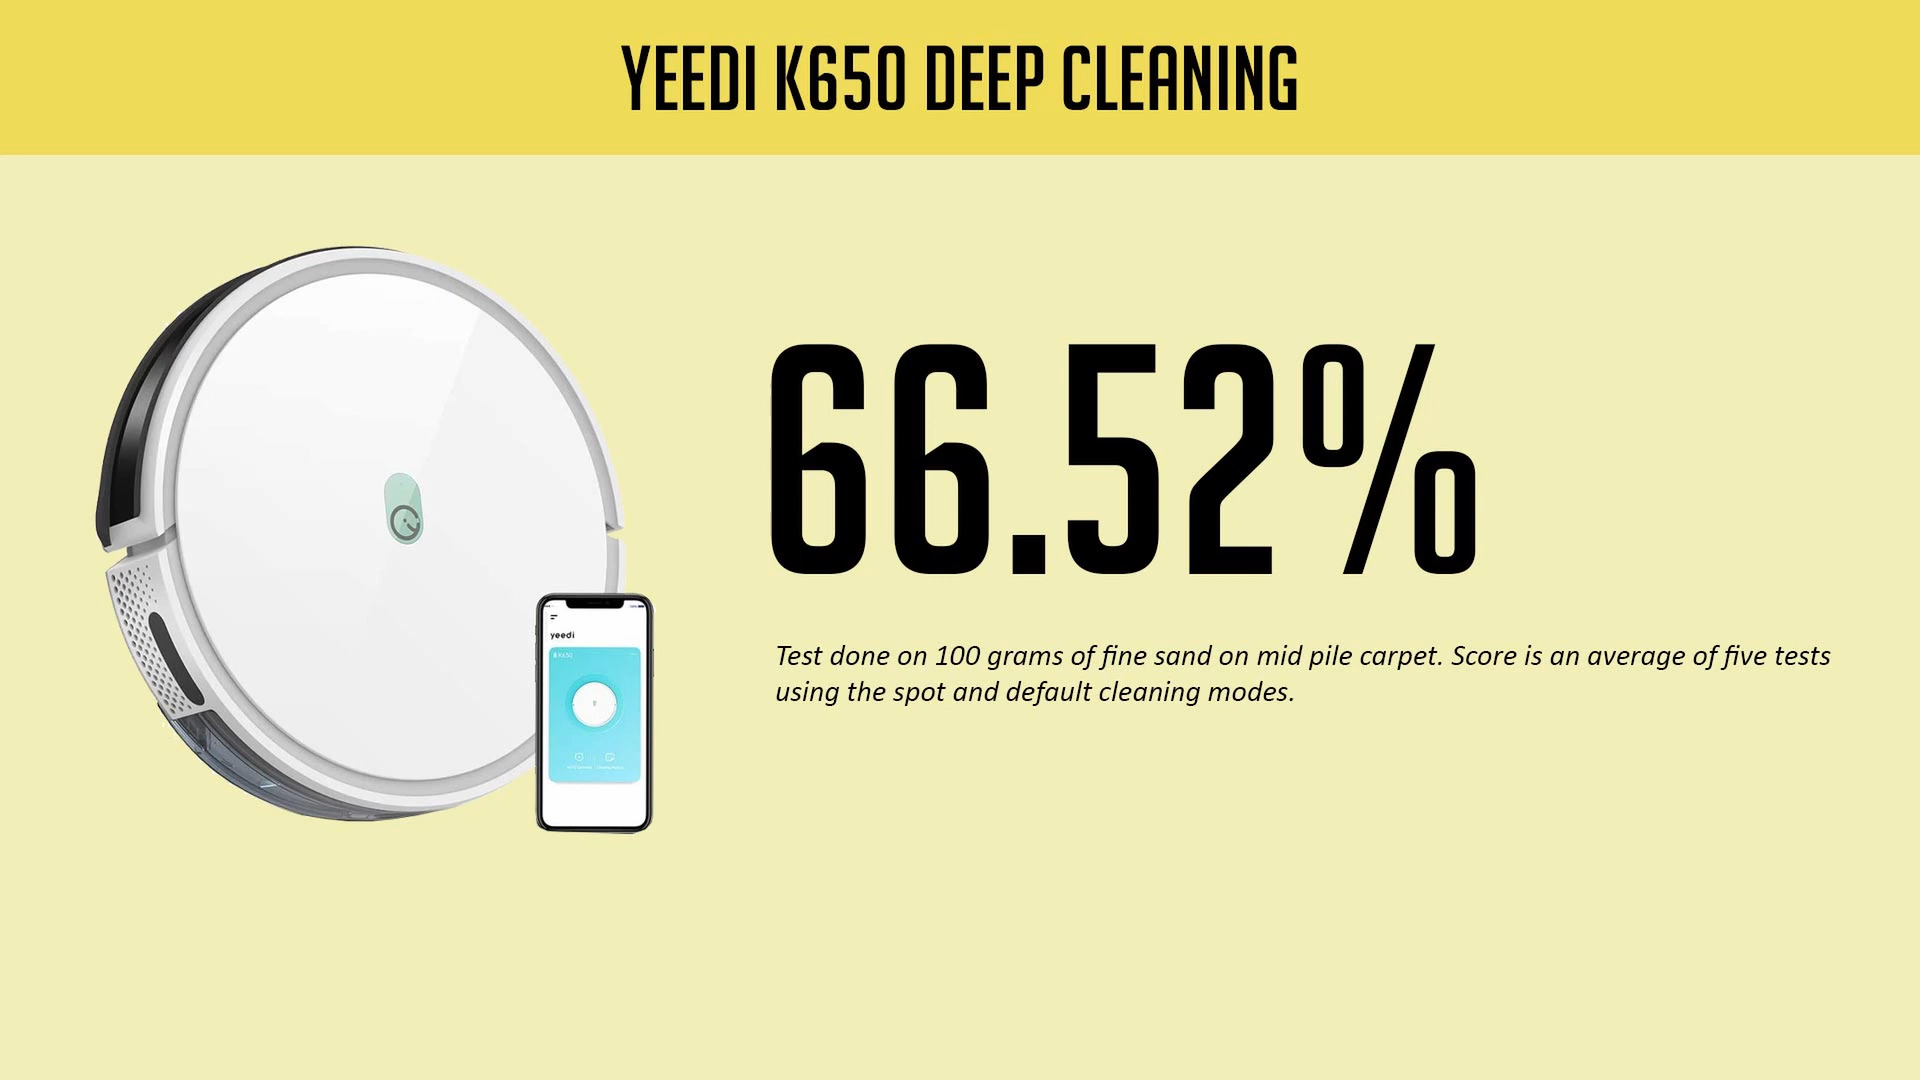 YEEDI K650 DEEP CLEANING
66.52%
Test done on 100 grams of fine sand on mid pile carpet. Score is an average of five tests
using the spot and default cleaning modes.
yeedi
K650